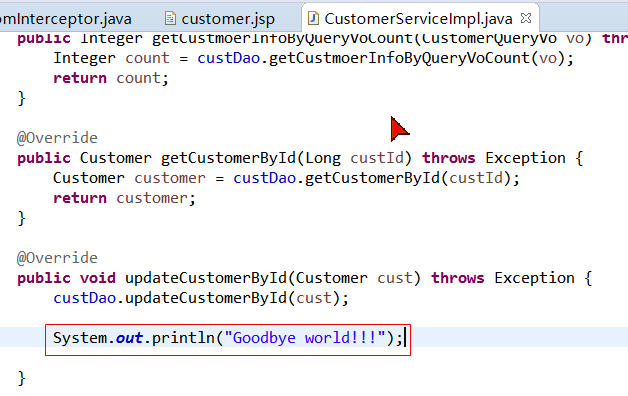 omInterceptor.java customer.jsp CustomerServiceImpl.java
public Integer getCustmoerInfoByQueryVoCount(CustomerQueryVo vo) thr
Integer count = custDao.getCustmoerInfoByQueryVoCount(vo);
return count;
}
@Override
public Customer getCustomerById(Long custId) throws Exception {
Customer customer = custDao.getCustomerById(custId);
return customer;
}
@Override
public void updateCustomerById(Customer cust) throws Exception {
custDao.updateCustomerById(cust);
System.out.println("Goodbye world!!!");
}